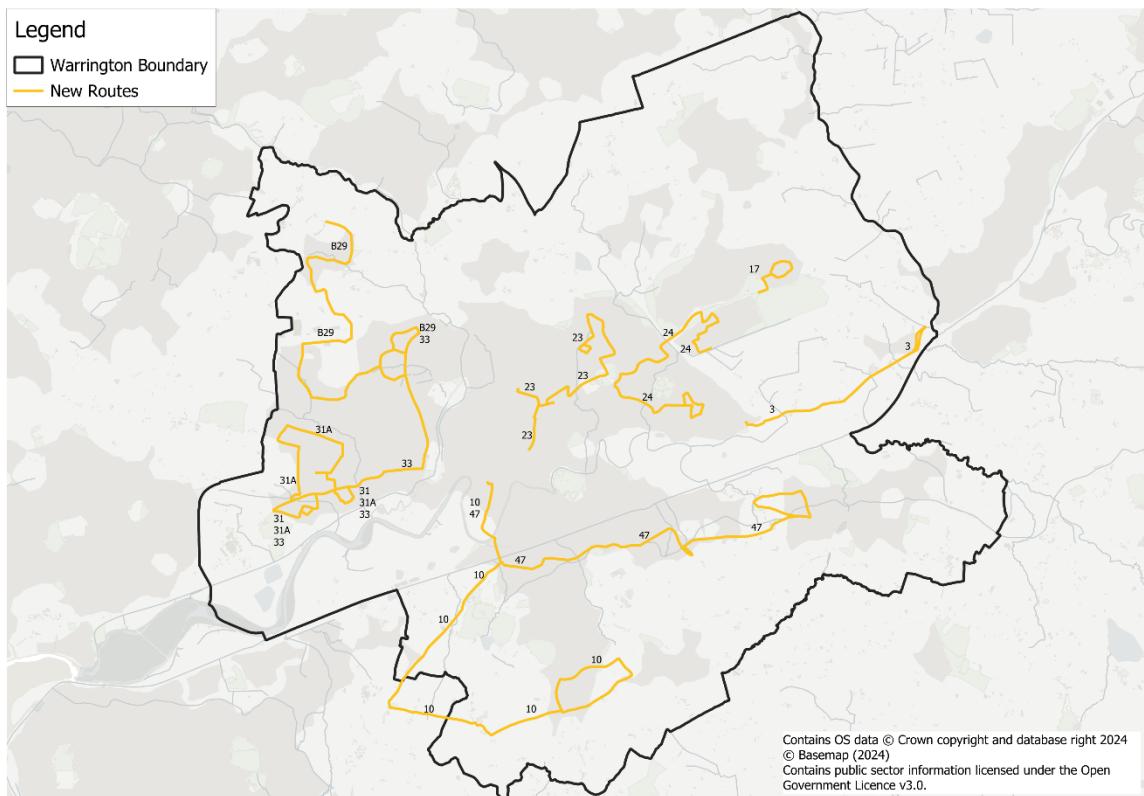 Legend
Warrington Boundary
New Routes
B29
17
B29
B29
33
23
24
24
3
23
23
24
3
31A
23
33
31A
31
31A
33
31
31A
33
10
47
47
47
47
10
10
10
10
10
Contains OS data © Crown copyright and database right 2024
© Basemap (2024)
Contains public sector information licensed under the Open
Government Licence v3.0.